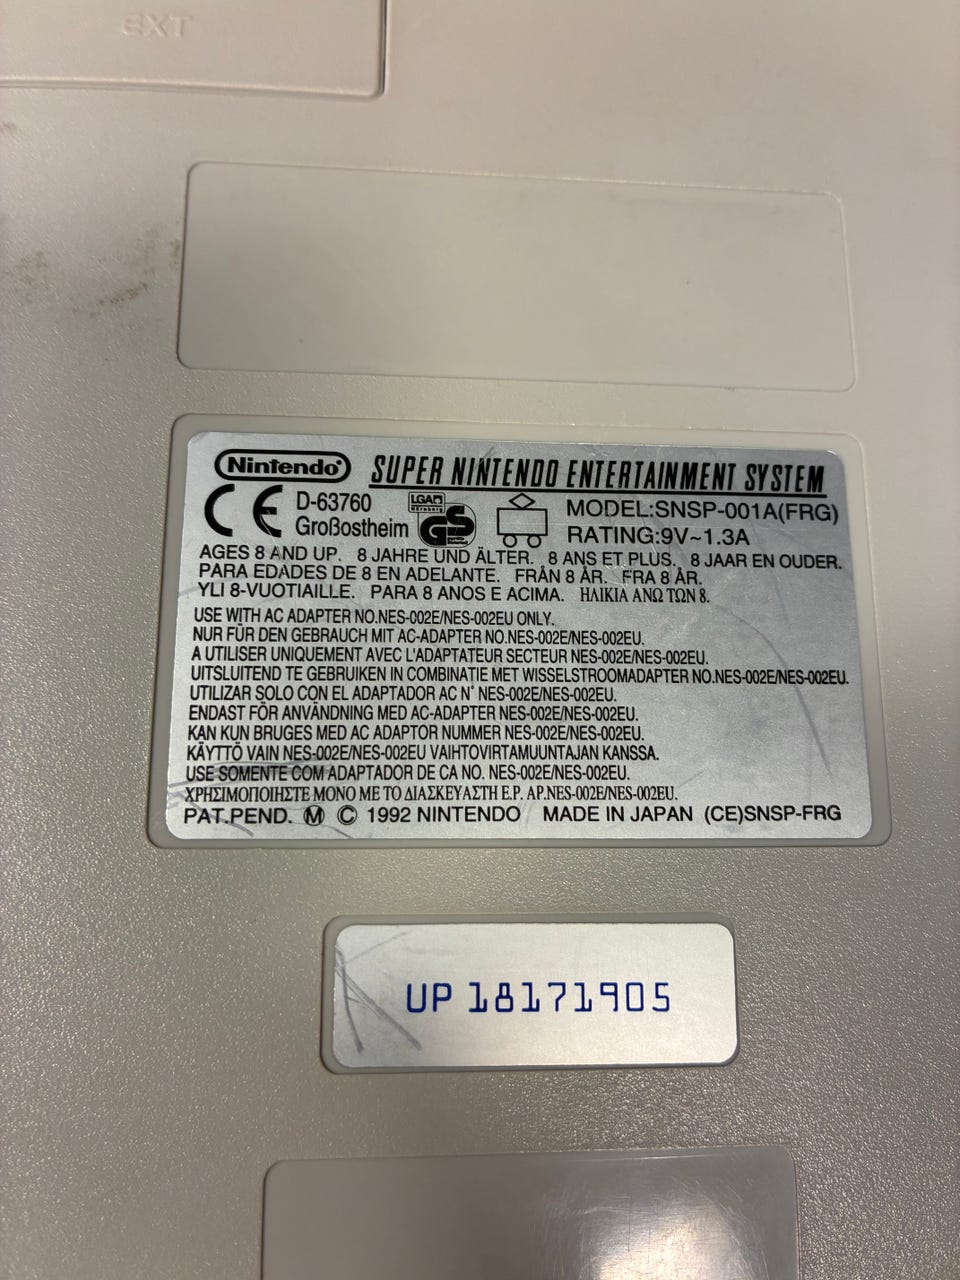 EXT
Nintendo®
SUPER NINTENDO ENTERTAINMENT SYSTEM
CE D-63760
Großostheim
LGA
Nürnberg
GS
MODEL:SNSP-001A(FRG)
RATING:9V~1.3A
AGES 8 AND UP. 8 JAHRE UND ÄLTER. 8 ANS ET PLUS. 8 JAAR EN OUDER.
PARA EDADES DE 8 EN ADELANTE. FRÅN 8 ÅR. FRA 8 ÅR.
YLI 8-VUOTIAILLE. PARA 8 ANOS E ACIMA. ΗΛΙΚΙΑ ΑΝΩ ΤΩΝ 8.
USE WITH AC ADAPTER NO.NES-002E/NES-002EU ONLY.
NUR FÜR DEN GEBRAUCH MIT AC-ADAPTER NO.NES-002E/NES-002EU.
A UTILISER UNIQUEMENT AVEC L'ADAPTATEUR SECTEUR NES-002E/NES-002EU.
UITSLUITEND TE GEBRUIKEN IN COMBINATIE MET WISSELSTROOMADAPTER NO.NES-002E/NES-002EU.
UTILIZAR SOLO CON EL ADAPTADOR AC N° NES-002E/NES-002EU.
ENDAST FÖR ANVÄNDNING MED AC-ADAPTER NES-002E/NES-002EU.
KAN KUN BRUGES MED AC ADAPTOR NUMMER NES-002E/NES-002EU.
KÄYTTÖ VAIN NES-002E/NES-002EU VAIHTOVIRTAMUUNTAJAN KANSSA.
USE SOMENTE COM ADAPTADOR DE CA NO. NES-002E/NES-002EU.
ΧΡΗΣΙΜΟΠΟΙΗΣΤΕ ΜΟΝΟ ΜΕ ΤΟ ΔΙΑΣΚΕΥΑΣΤΗ Ε.Ρ. ΑΡ.NES-002E/NES-002EU.
PAT.PEND. Ⓜ © 1992 NINTENDO MADE IN JAPAN (CE)SNSP-FRG
UP 18171905